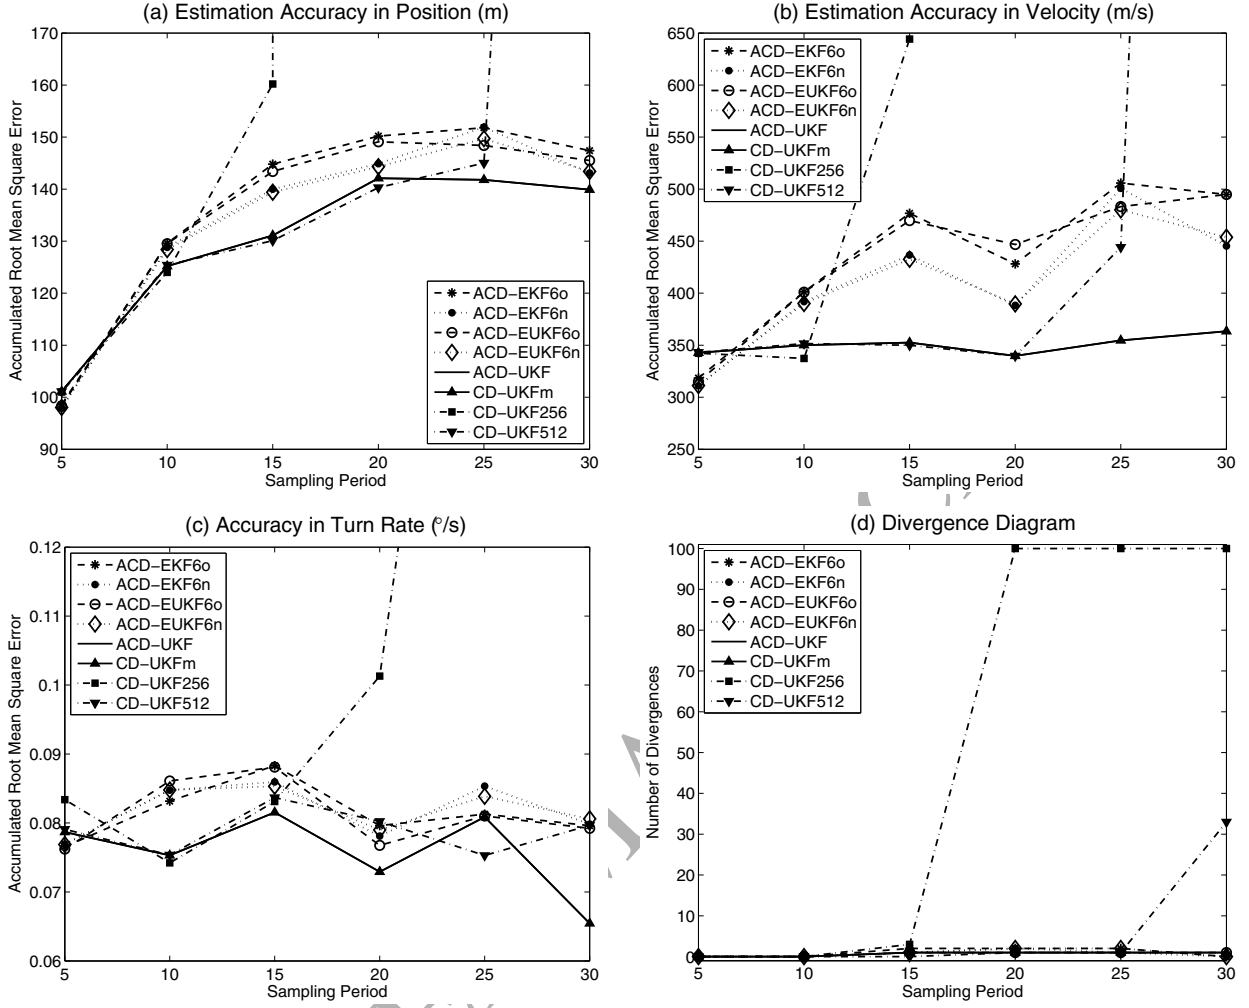 (a) Estimation Accuracy in Position (m)
Accumulated Root Mean Square Error
170
160
150
140
130
120
110
100
90
5 10 15 20 25 30
Sampling Period
ACD−EKF6o
ACD−EKF6n
ACD−EUKF6o
ACD−EUKF6n
ACD−UKF
CD−UKFm
CD−UKF256
CD−UKF512
(b) Estimation Accuracy in Velocity (m/s)
Accumulated Root Mean Square Error
650
600
550
500
450
400
350
300
250
5 10 15 20 25 30
Sampling Period
ACD−EKF6o
ACD−EKF6n
ACD−EUKF6o
ACD−EUKF6n
ACD−UKF
CD−UKFm
CD−UKF256
CD−UKF512
(c) Accuracy in Turn Rate (°/s)
Accumulated Root Mean Square Error
0.12
0.11
0.1
0.09
0.08
0.07
0.06
5 10 15 20 25 30
Sampling Period
ACD−EKF6o
ACD−EKF6n
ACD−EUKF6o
ACD−EUKF6n
ACD−UKF
CD−UKFm
CD−UKF256
CD−UKF512
(d) Divergence Diagram
Number of Divergences
100
90
80
70
60
50
40
30
20
10
0
5 10 15 20 25 30
Sampling Period
ACD−EKF6o
ACD−EKF6n
ACD−EUKF6o
ACD−EUKF6n
ACD−UKF
CD−UKFm
CD−UKF256
CD−UKF512